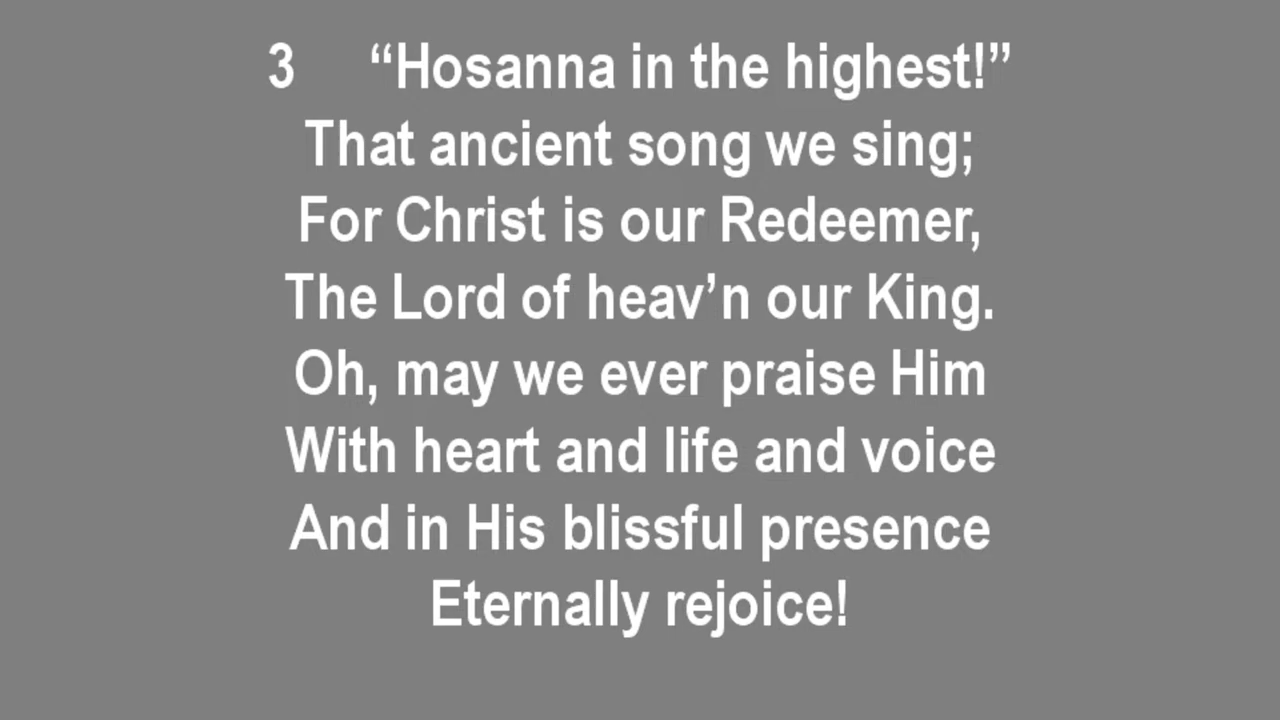 3 “Hosanna in the highest!”
That ancient song we sing;
For Christ is our Redeemer,
The Lord of heav’n our King.
Oh, may we ever praise Him
With heart and life and voice
And in His blissful presence
Eternally rejoice!